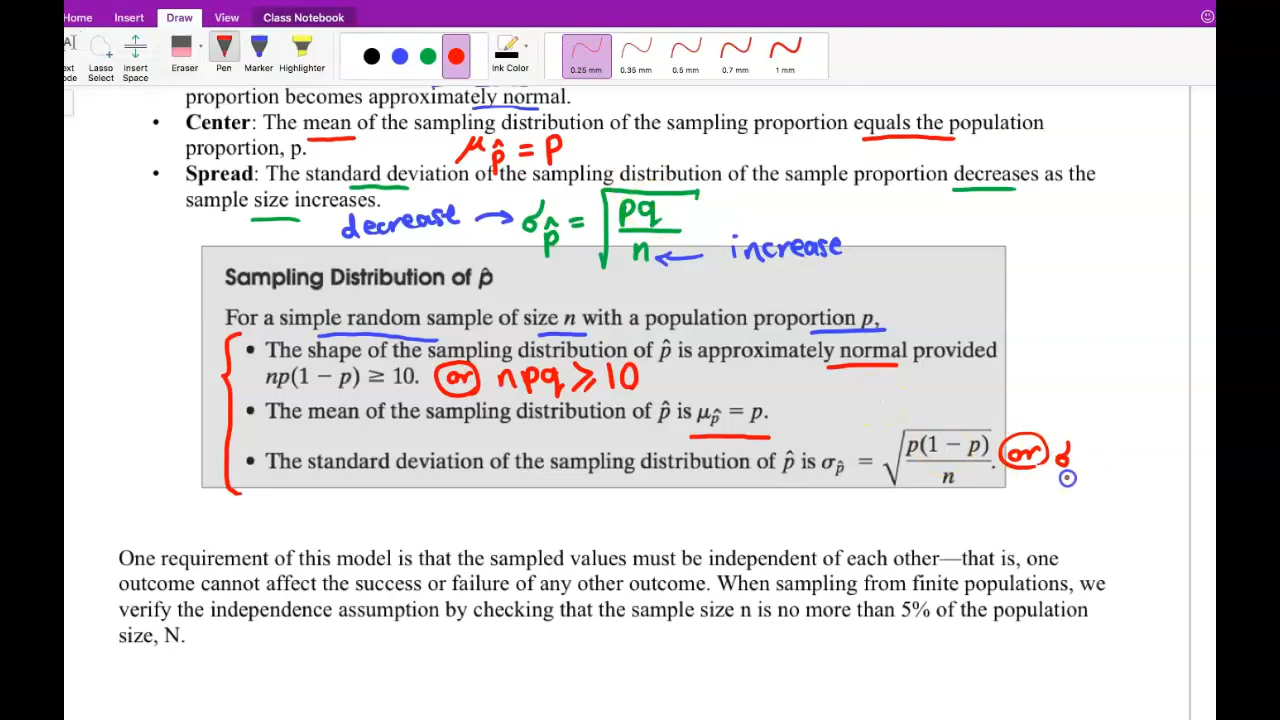 Home Insert Draw View Class Notebook
Lasso Select Insert Space Eraser Pen Marker Highlighter Ink Color 0.25 mm 0.35 mm 0.5 mm 0.7 mm 1 mm
proportion becomes approximately normal.
• Center: The mean of the sampling distribution of the sampling proportion equals the population
proportion, p.
μp̂ = p
• Spread: The standard deviation of the sampling distribution of the sample proportion decreases as the
sample size increases.
decrease → σp̂ = √(pq/n) ← increase
Sampling Distribution of p̂
For a simple random sample of size n with a population proportion p,
• The shape of the sampling distribution of p̂ is approximately normal provided
np(1 − p) ≥ 10. or npq ≥ 10
• The mean of the sampling distribution of p̂ is μp̂ = p.
• The standard deviation of the sampling distribution of p̂ is σp̂ = √(p(1 − p)/n). or σ
One requirement of this model is that the sampled values must be independent of each other—that is, one
outcome cannot affect the success or failure of any other outcome. When sampling from finite populations, we
verify the independence assumption by checking that the sample size n is no more than 5% of the population
size, N.